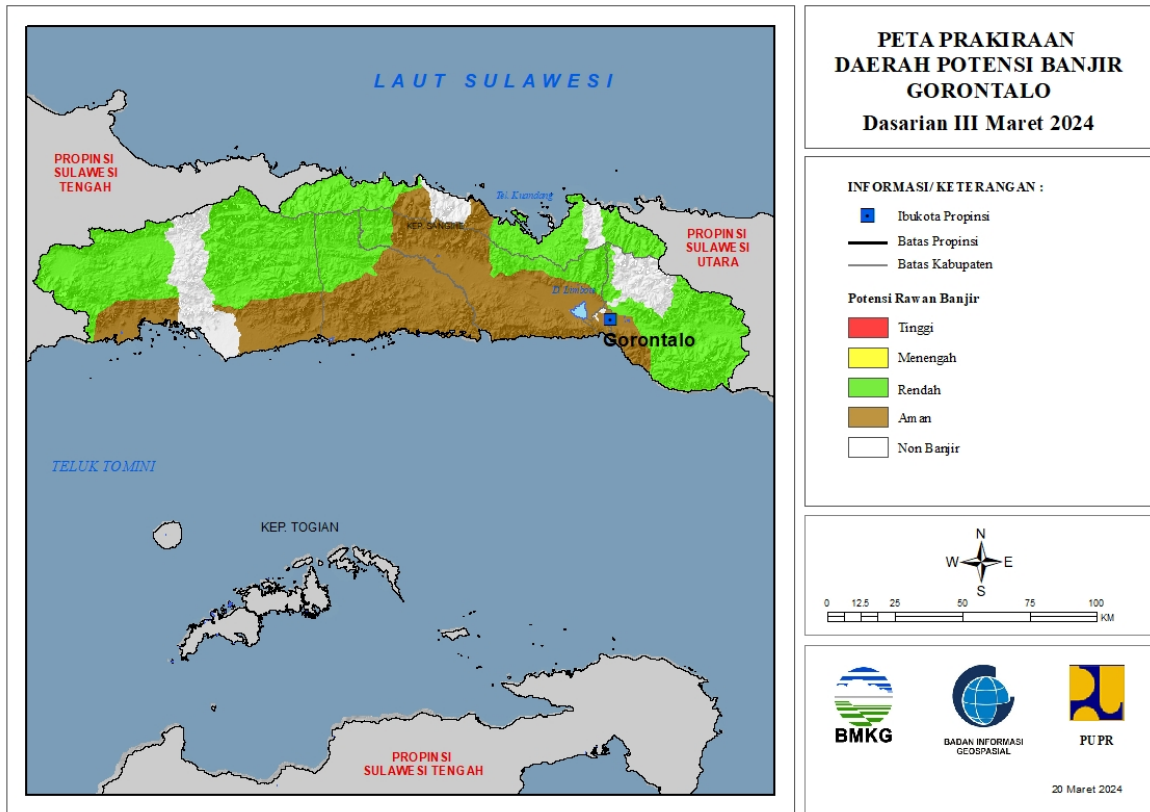 LAUT SULAWESI
PROPINSI
SULAWESI
TENGAH
Tel. Kuandang
KEP. SANGIHE
PROPINSI
SULAWESI
UTARA
Gorontalo
TELUK TOMINI
KEP. TOGIAN
PROPINSI
SULAWESI TENGAH
PETA PRAKIRAAN
DAERAH POTENSI BANJIR
GORONTALO
Dasarian III Maret 2024
INFORMASI/ KETERANGAN :
Ibukota Propinsi
Batas Propinsi
Batas Kabupaten
Potensi Rawan Banjir
Tinggi
Menengah
Rendah
Aman
Non Banjir
N
W E
S
0 12.5 25 50 75 100
KM
BMKG
BADAN INFORMASI
GEOSPASIAL
PUPR
20 Maret 2024